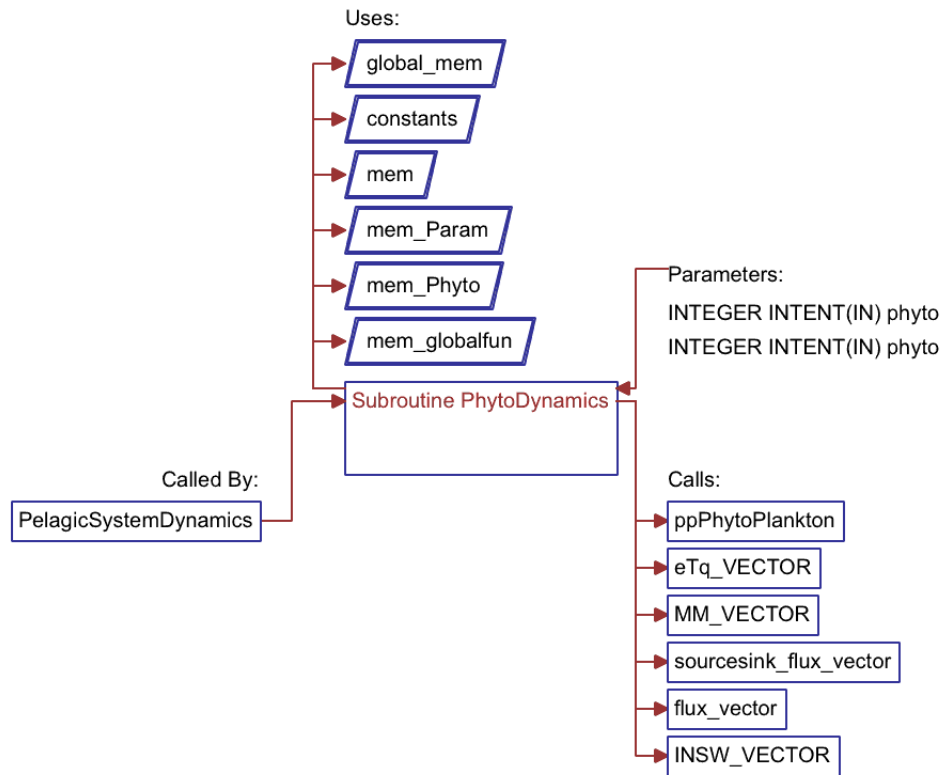 Uses:
global_mem
constants
mem
mem_Param
mem_Phyto
mem_globalfun
Parameters:
INTEGER INTENT(IN) phyto
INTEGER INTENT(IN) phyto
Subroutine PhytoDynamics
Called By:
PelagicSystemDynamics
Calls:
ppPhytoPlankton
eTq_VECTOR
MM_VECTOR
sourcesink_flux_vector
flux_vector
INSW_VECTOR